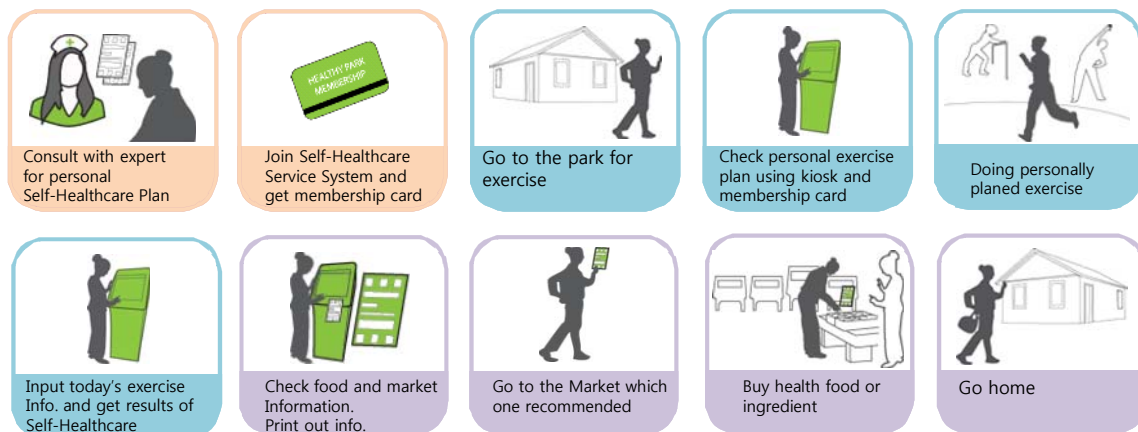 HEALTHY PARK
MEMBERSHIP
Consult with expert
for personal
Self-Healthcare Plan
Join Self-Healthcare
Service System and
get membership card
Go to the park for
exercise
Check personal exercise
plan using kiosk and
membership card
Doing personally
planed exercise
Input today's exercise
Info. and get results of
Self-Healthcare
Check food and market
Information.
Print out info.
Go to the Market which
one recommended
Buy health food or
ingredient
Go home